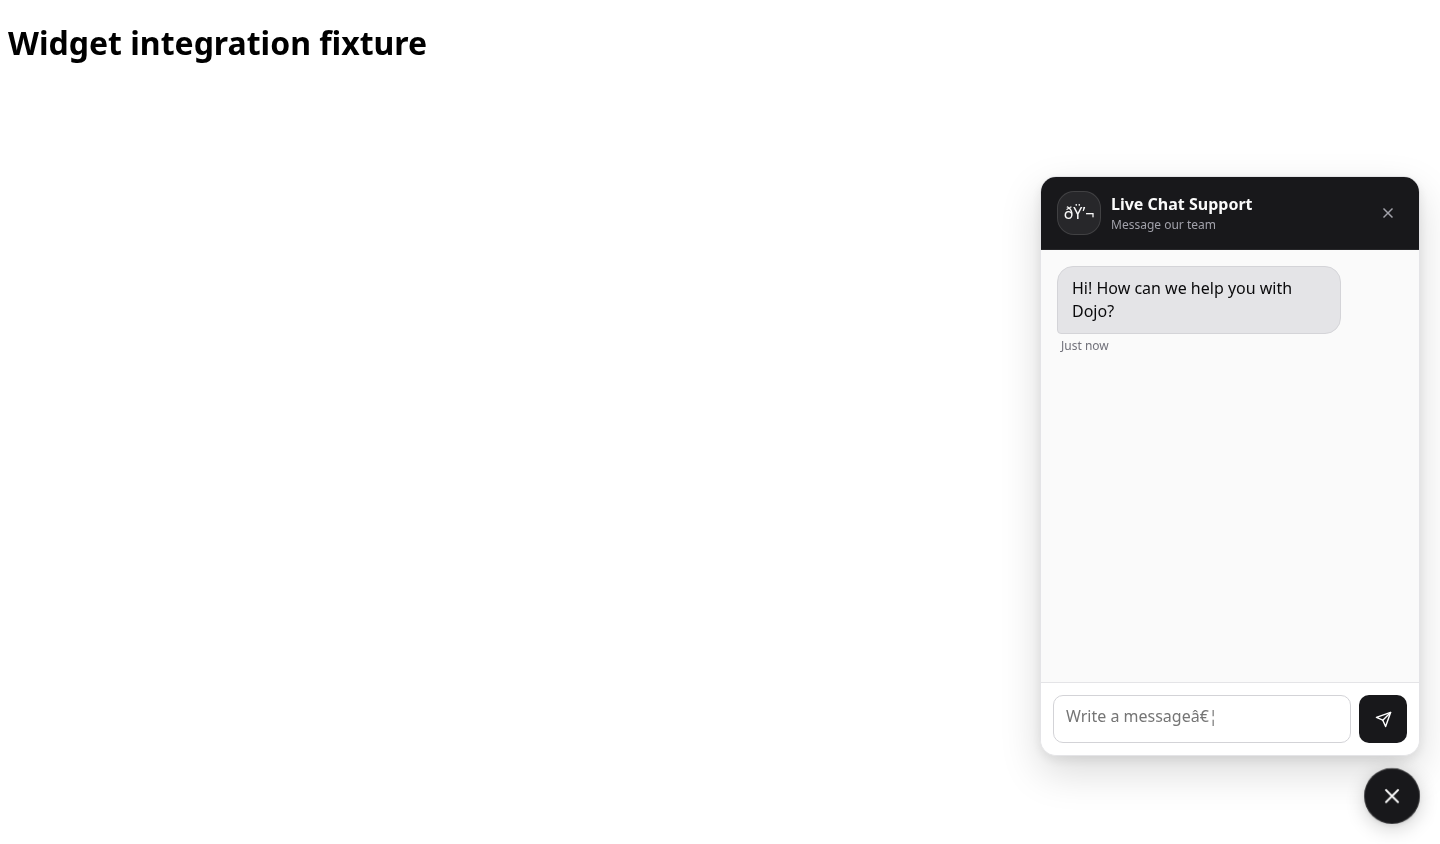 Widget integration fixture
ðŸ’¬
Live Chat Support
Message our team
Hi! How can we help you with
Dojo?
Just now
Write a messageâ€¦